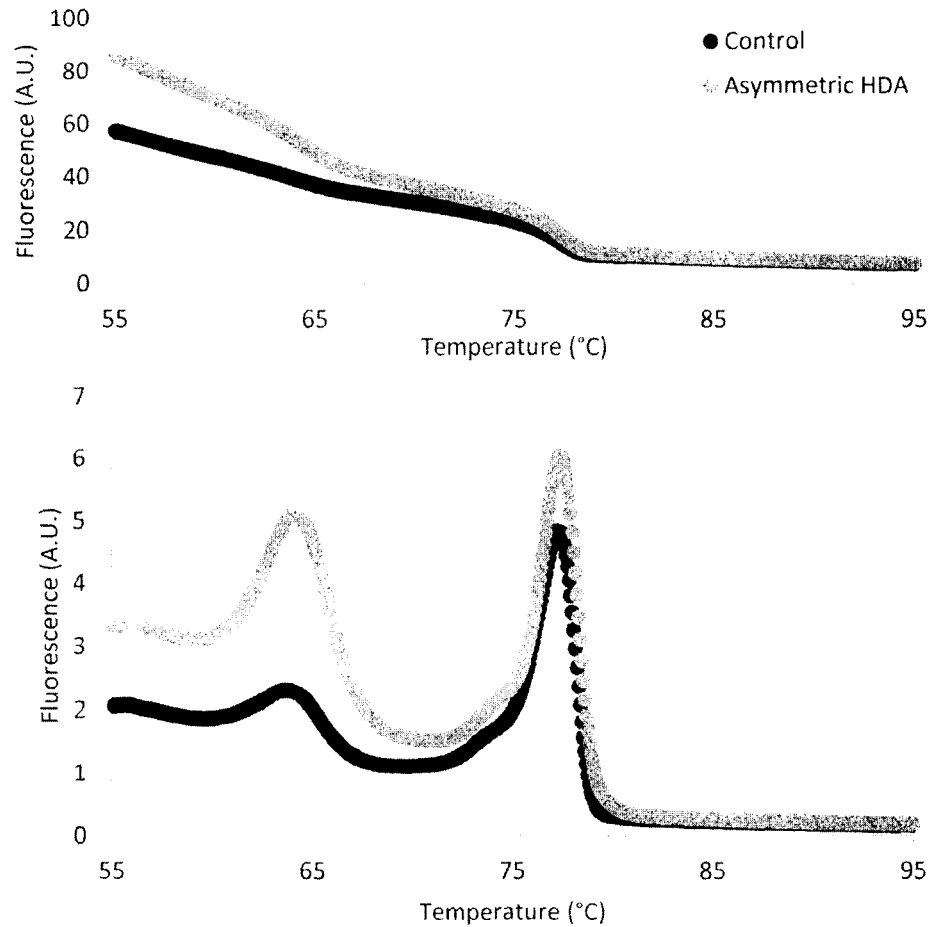 100
80
60
40
20
0
Fluorescence (A.U.)
Control
Asymmetric HDA
55 65 75 85 95
Temperature (°C)
7
6
5
4
3
2
1
0
Fluorescence (A.U.)
55 65 75 85 95
Temperature (°C)